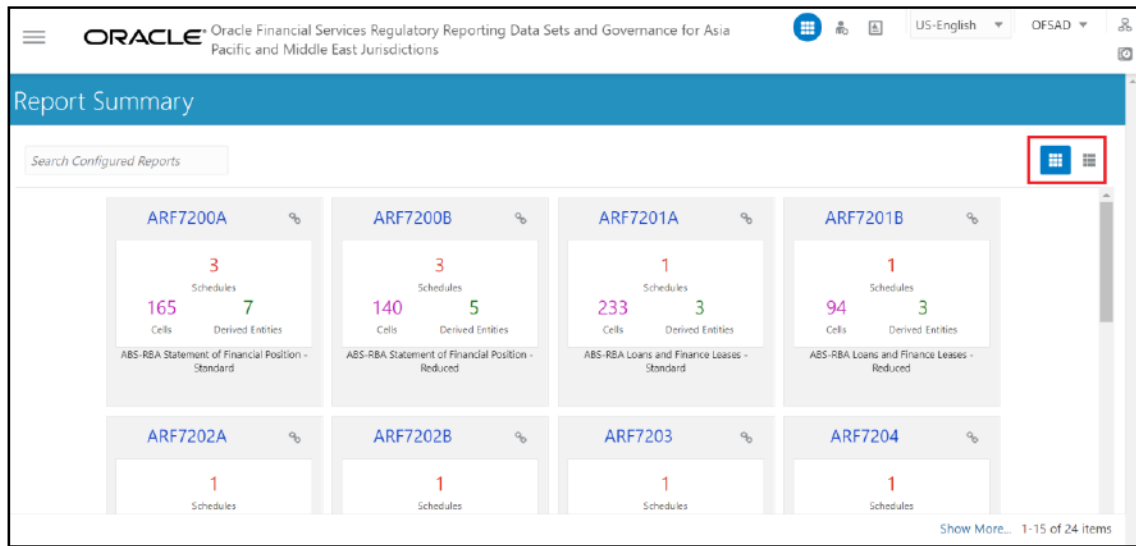 ORACLE® Oracle Financial Services Regulatory Reporting Data Sets and Governance for Asia
Pacific and Middle East Jurisdictions
US-English
OFSAD
Report Summary
Search Configured Reports
ARF7200A ARF7200B ARF7201A ARF7201B
3 3 1 1
Schedules Schedules Schedules Schedules
165 7 140 5 233 3 94 3
Cells Derived Entities Cells Derived Entities Cells Derived Entities Cells Derived Entities
ABS-RBA Statement of Financial Position - ABS-RBA Statement of Financial Position - ABS-RBA Loans and Finance Leases - ABS-RBA Loans and Finance Leases -
Standard Reduced Standard Reduced
ARF7202A ARF7202B ARF7203 ARF7204
1 1 1 1
Schedules Schedules Schedules Schedules
Show More... 1-15 of 24 items